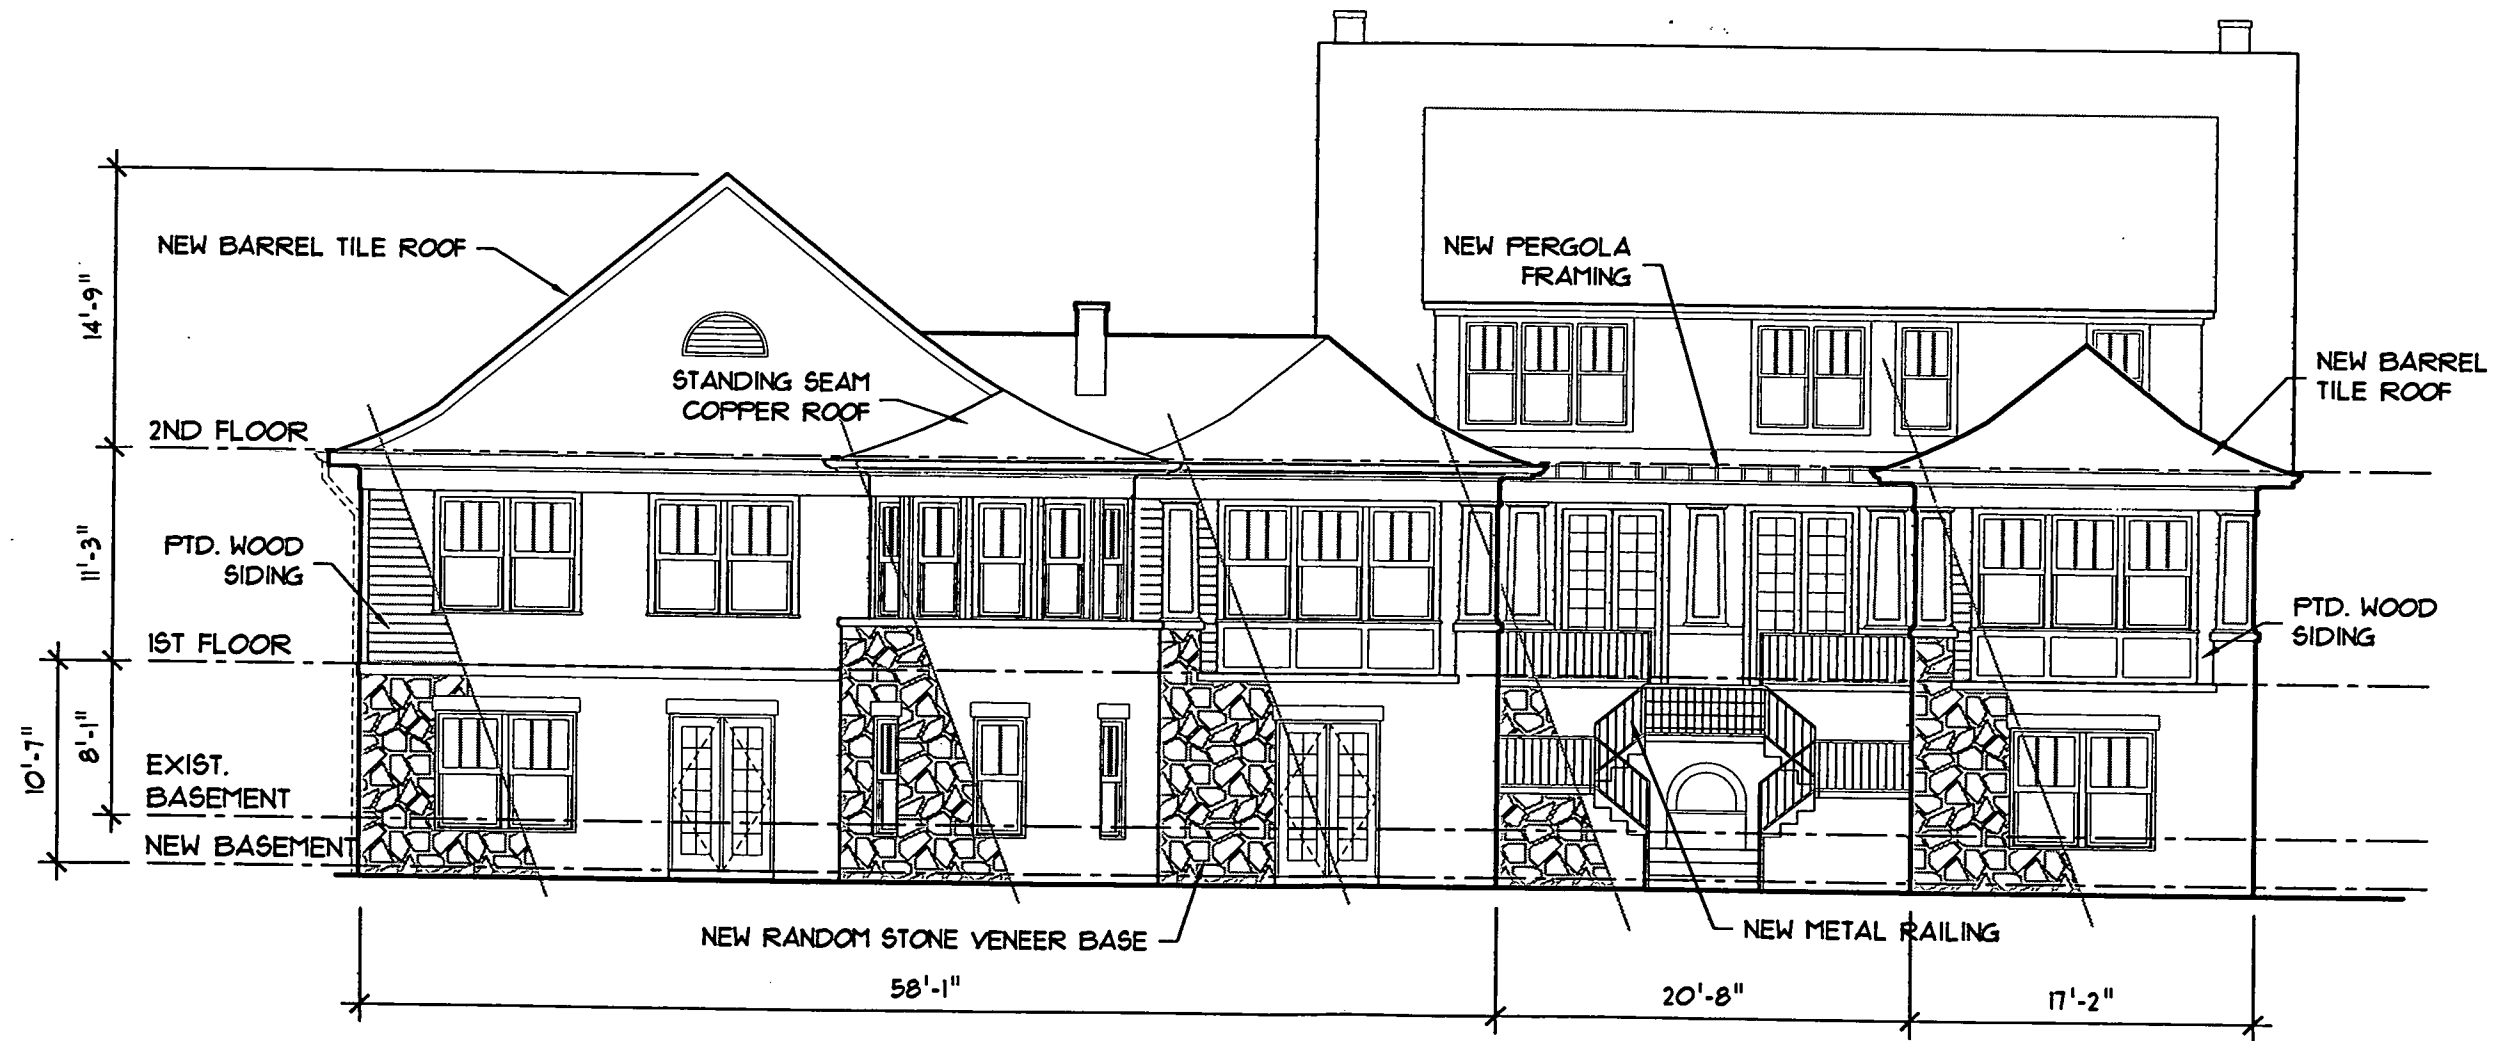 NEW BARREL TILE ROOF
NEW PERGOLA
FRAMING
14'-9"
STANDING SEAM
COPPER ROOF
NEW BARREL
TILE ROOF
2ND FLOOR
11'-3"
PTD. WOOD
SIDING
PTD. WOOD
SIDING
1ST FLOOR
10'-7"
8'-1"
EXIST.
BASEMENT
NEW BASEMENT
NEW RANDOM STONE VENEER BASE
NEW METAL RAILING
58'-1"
20'-8"
17'-2"